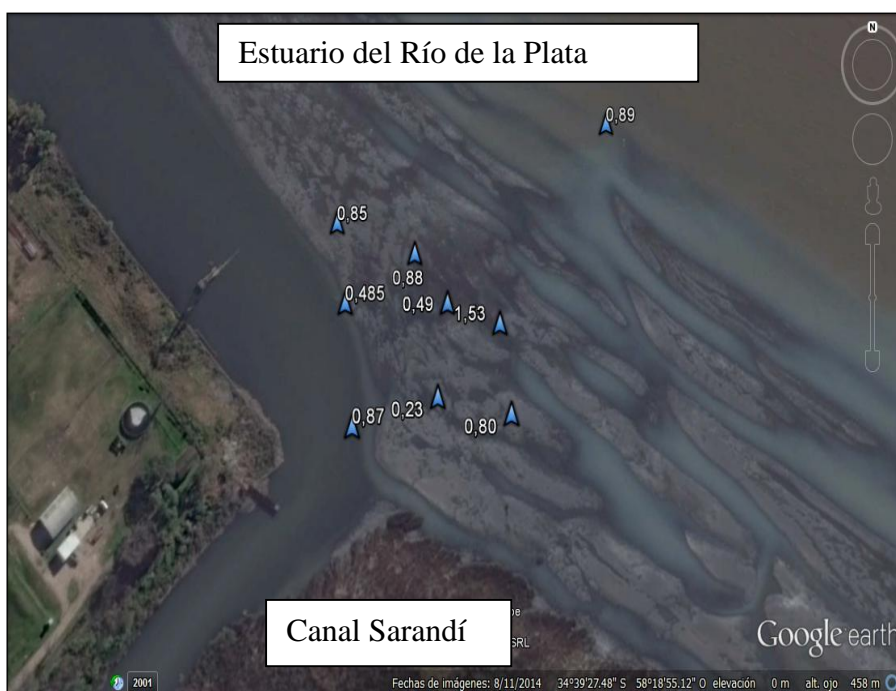 Estuario del Río de la Plata
N
0,89
0,85
0,88
0,485
0,49
1,53
0,87
0,23
0,80
Canal Sarandí
SRL
Google earth
2001
Fechas de imágenes: 8/11/2014 34°39'27.48" S 58°18'55.12" O elevación 0 m alt. ojo 458 m